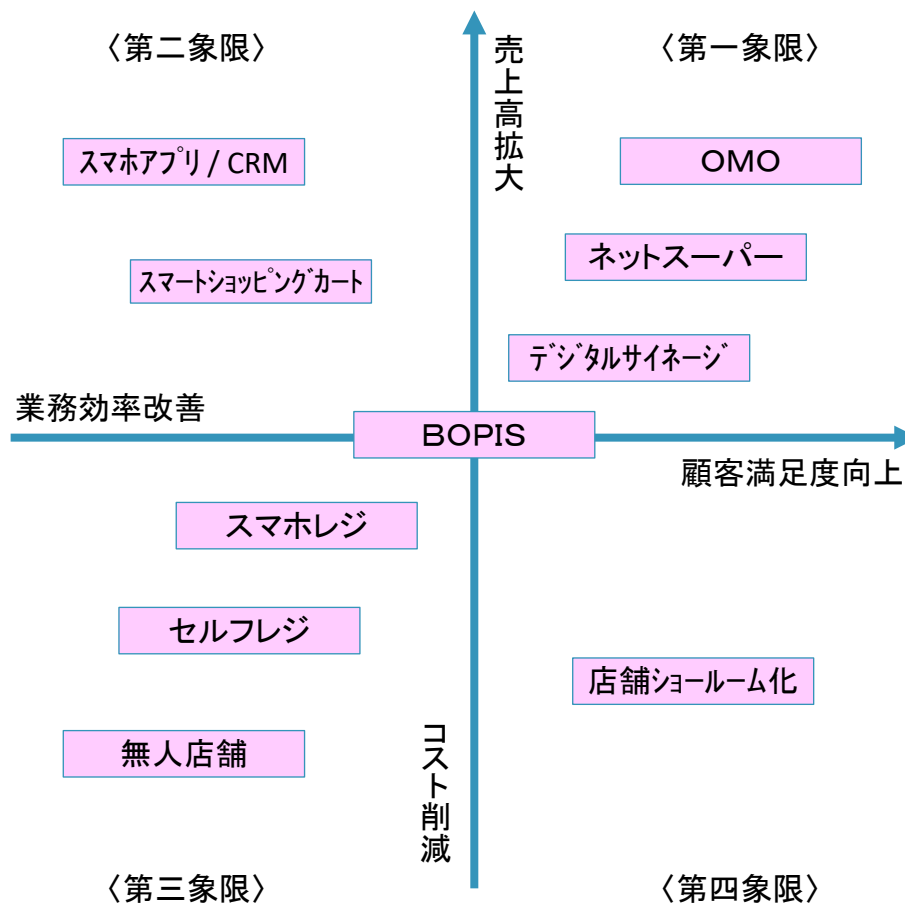 〈第二象限〉
〈第一象限〉
売上高拡大
スマホアプリ / CRM
OMO
ネットスーパー
スマートショッピングカート
デジタルサイネージ
業務効率改善
BOPIS
顧客満足度向上
スマホレジ
セルフレジ
店舗ショールーム化
無人店舗
コスト削減
〈第三象限〉
〈第四象限〉